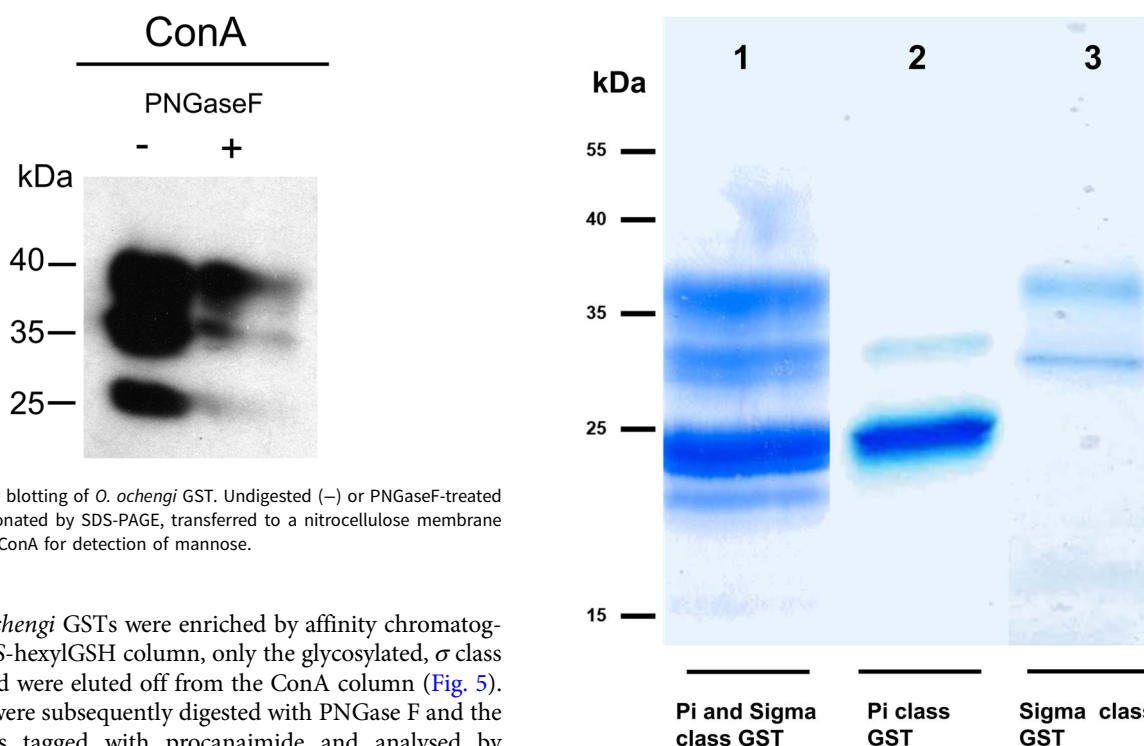 ConA
PNGaseF
- +
kDa
40
35
25
blotting of O. ochengi GST. Undigested (−) or PNGaseF-treated
by SDS-PAGE, transferred to a nitrocellulose membrane
ConA for detection of mannose.
GSTs were enriched by affinity chromatog-
S-hexylGSH column, only the glycosylated, σ class
were eluted off from the ConA column (Fig. 5).
were subsequently digested with PNGase F and the
tagged with procanaimide and analysed by
1 2 3
kDa
55
40
35
25
15
Pi and Sigma
class GST
Pi class
GST
Sigma class
GST